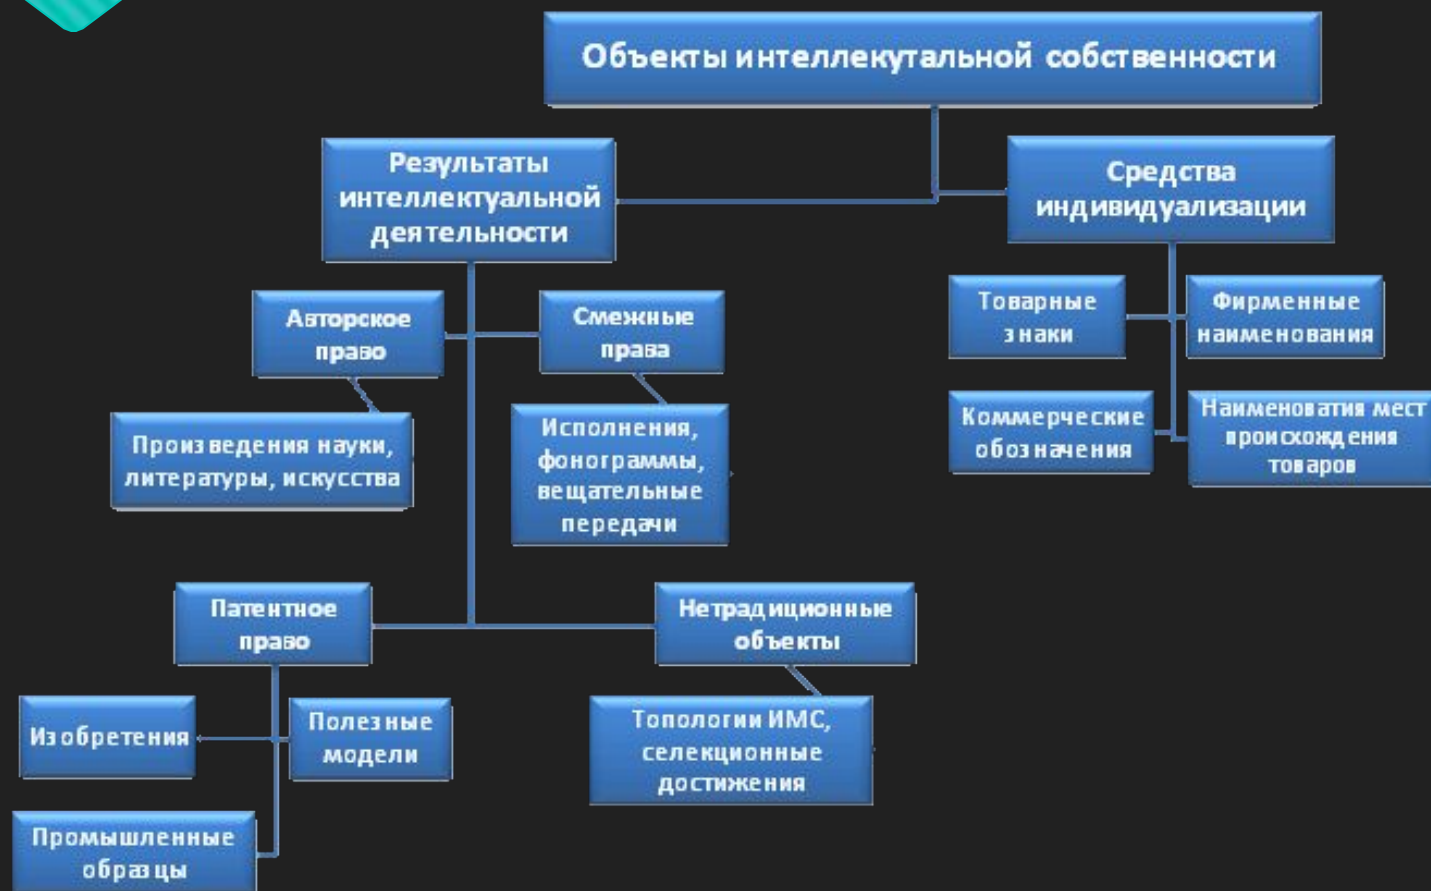 Объекты интеллекутальной собственности
Результаты
интеллектуальной
деятельности
Средства
индивидуализации
Авторское
право
Смежные
права
Товарные
знаки
Фирменные
наименования
Произведения науки,
литературы, искусства
Исполнения,
фонограммы,
вещательные
передачи
Коммерческие
обозначения
Наименоватия мест
происхождения
товаров
Патентное
право
Нетрадиционные
объекты
Изобретения
Полезные
модели
Топологии ИМС,
селекционные
достижения
Промышленные
образцы